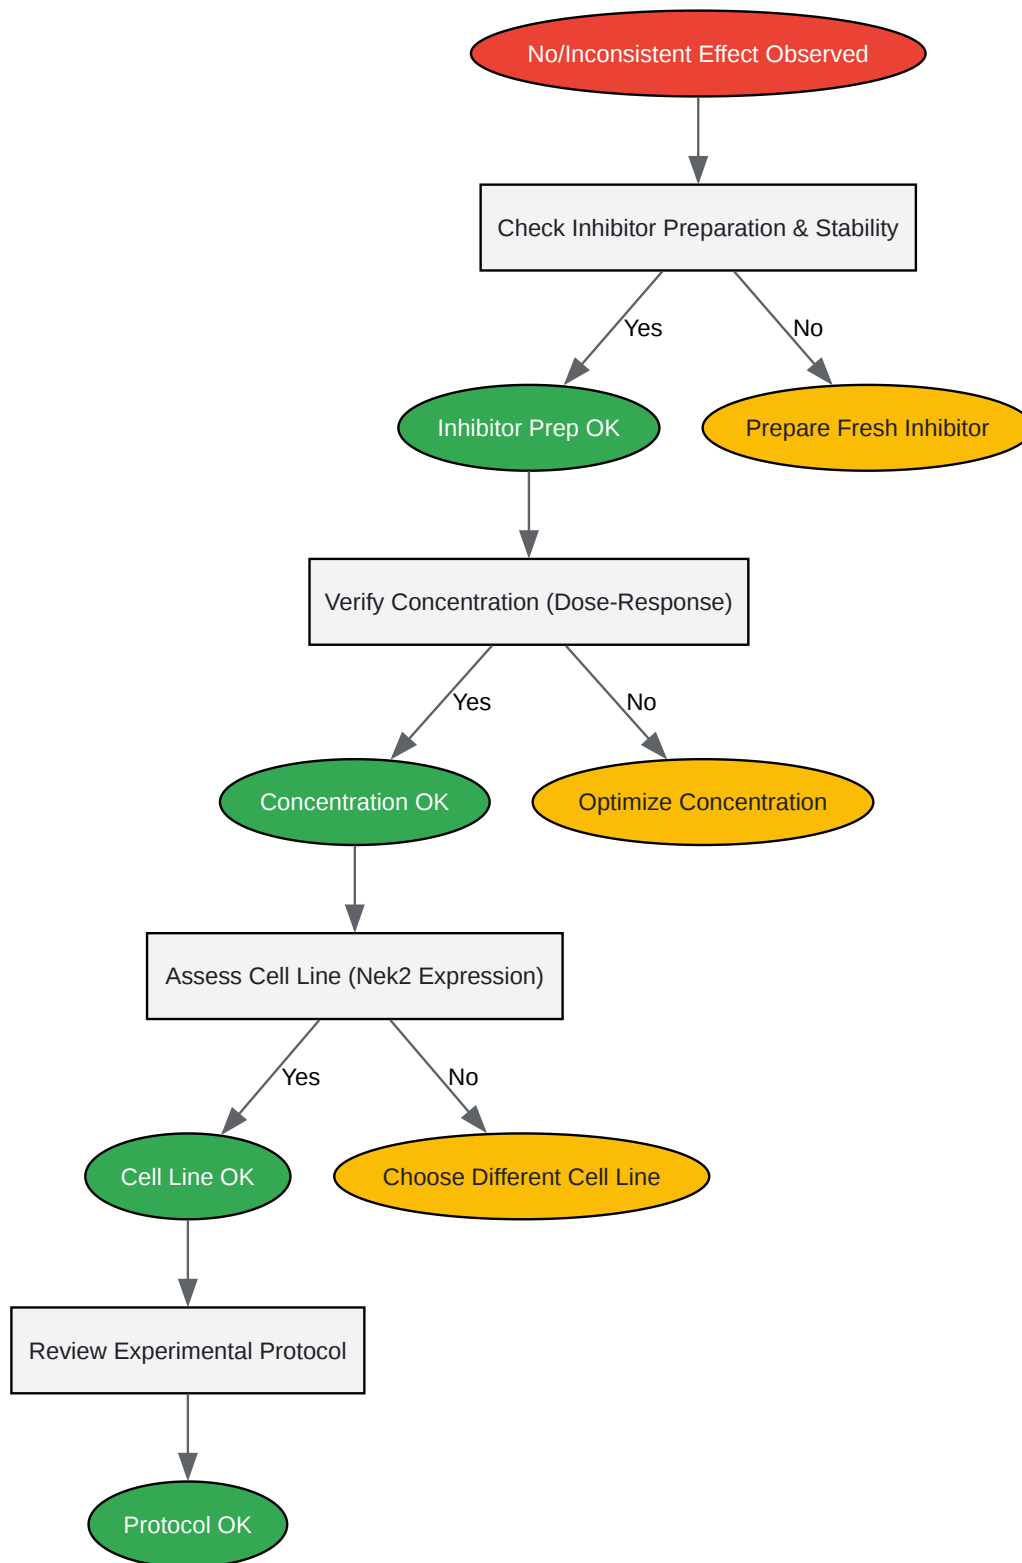 No/Inconsistent Effect Observed
Check Inhibitor Preparation & Stability
Yes
No
Inhibitor Prep OK
Prepare Fresh Inhibitor
Verify Concentration (Dose-Response)
Yes
No
Concentration OK
Optimize Concentration
Assess Cell Line (Nek2 Expression)
Yes
No
Cell Line OK
Choose Different Cell Line
Review Experimental Protocol
Protocol OK